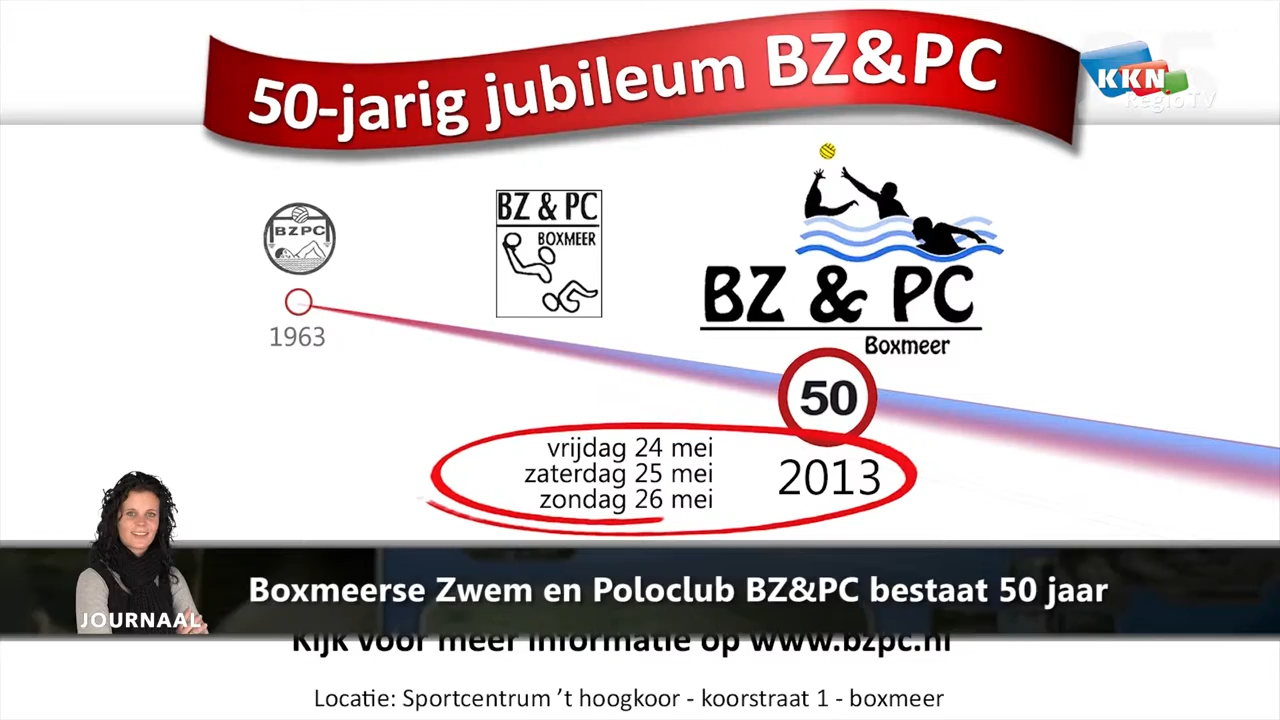 50-jarig jubileum BZ&PC
KKN
RegioTV
BZPC
BZ & PC
BOXMEER
BZ & PC
Boxmeer
1963
50
vrijdag 24 mei
zaterdag 25 mei
zondag 26 mei
2013
JOURNAAL
Boxmeerse Zwem en Poloclub BZ&PC bestaat 50 jaar
Kijk voor meer informatie op www.bzpc.nl
Locatie: Sportcentrum ’t hoogkoor - koorstraat 1 - boxmeer